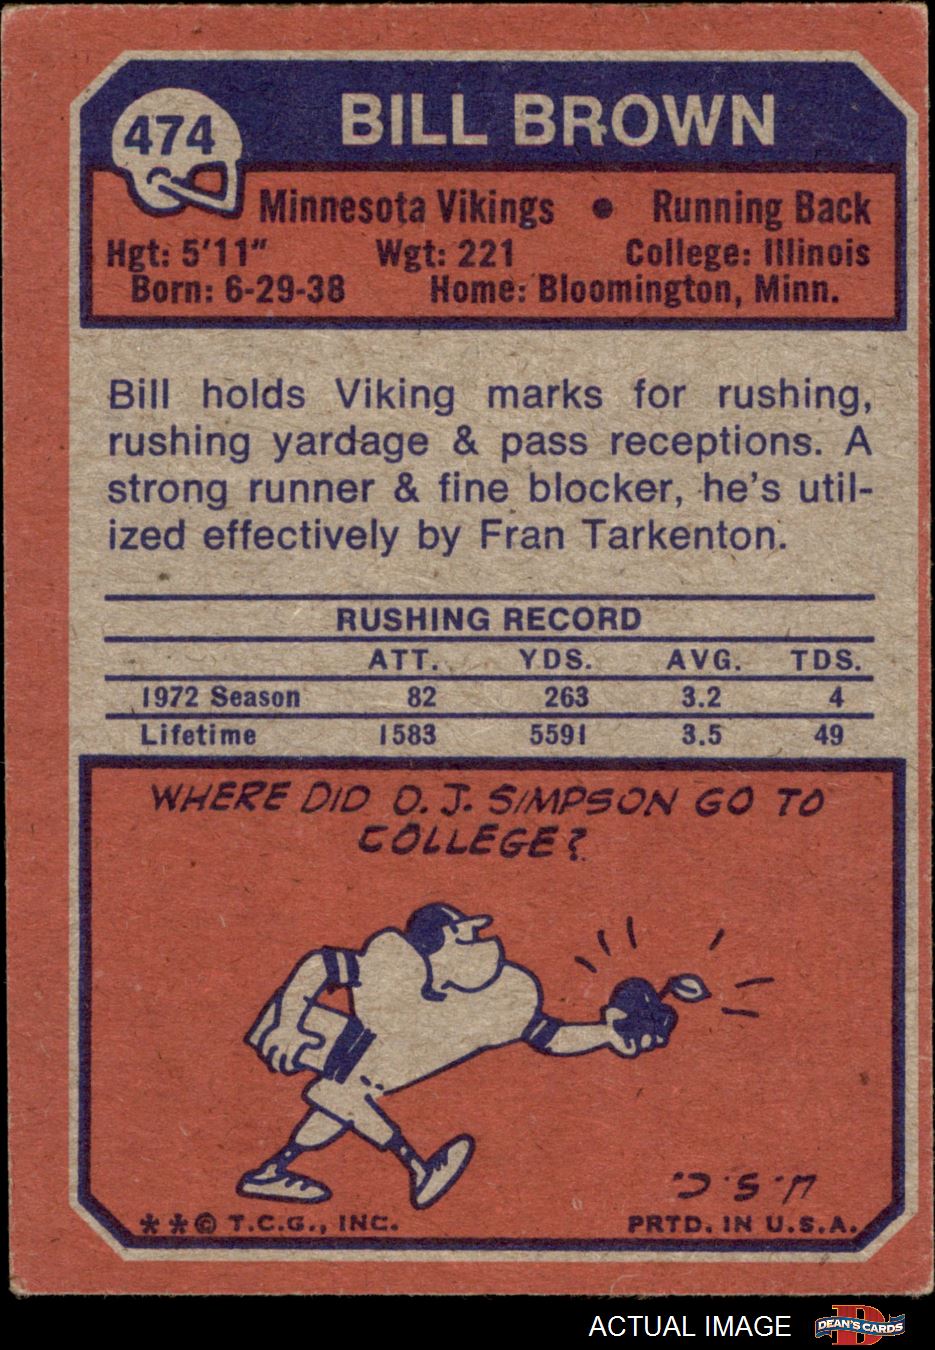 474
BILL BROWN
Minnesota Vikings • Running Back
Hgt: 5'11" Wgt: 221 College: Illinois
Born: 6-29-38 Home: Bloomington, Minn.
Bill holds Viking marks for rushing,
rushing yardage & pass receptions. A
strong runner & fine blocker, he's util-
ized effectively by Fran Tarkenton.
RUSHING RECORD
ATT. YDS. AVG. TDS.
1972 Season 82 263 3.2 4
Lifetime 1583 5591 3.5 49
WHERE DID O. J. SIMPSON GO TO
COLLEGE?
U.S.C.
* * © T.C.G., INC. PRTD. IN U.S.A.
ACTUAL IMAGE DEAN'S CARDS